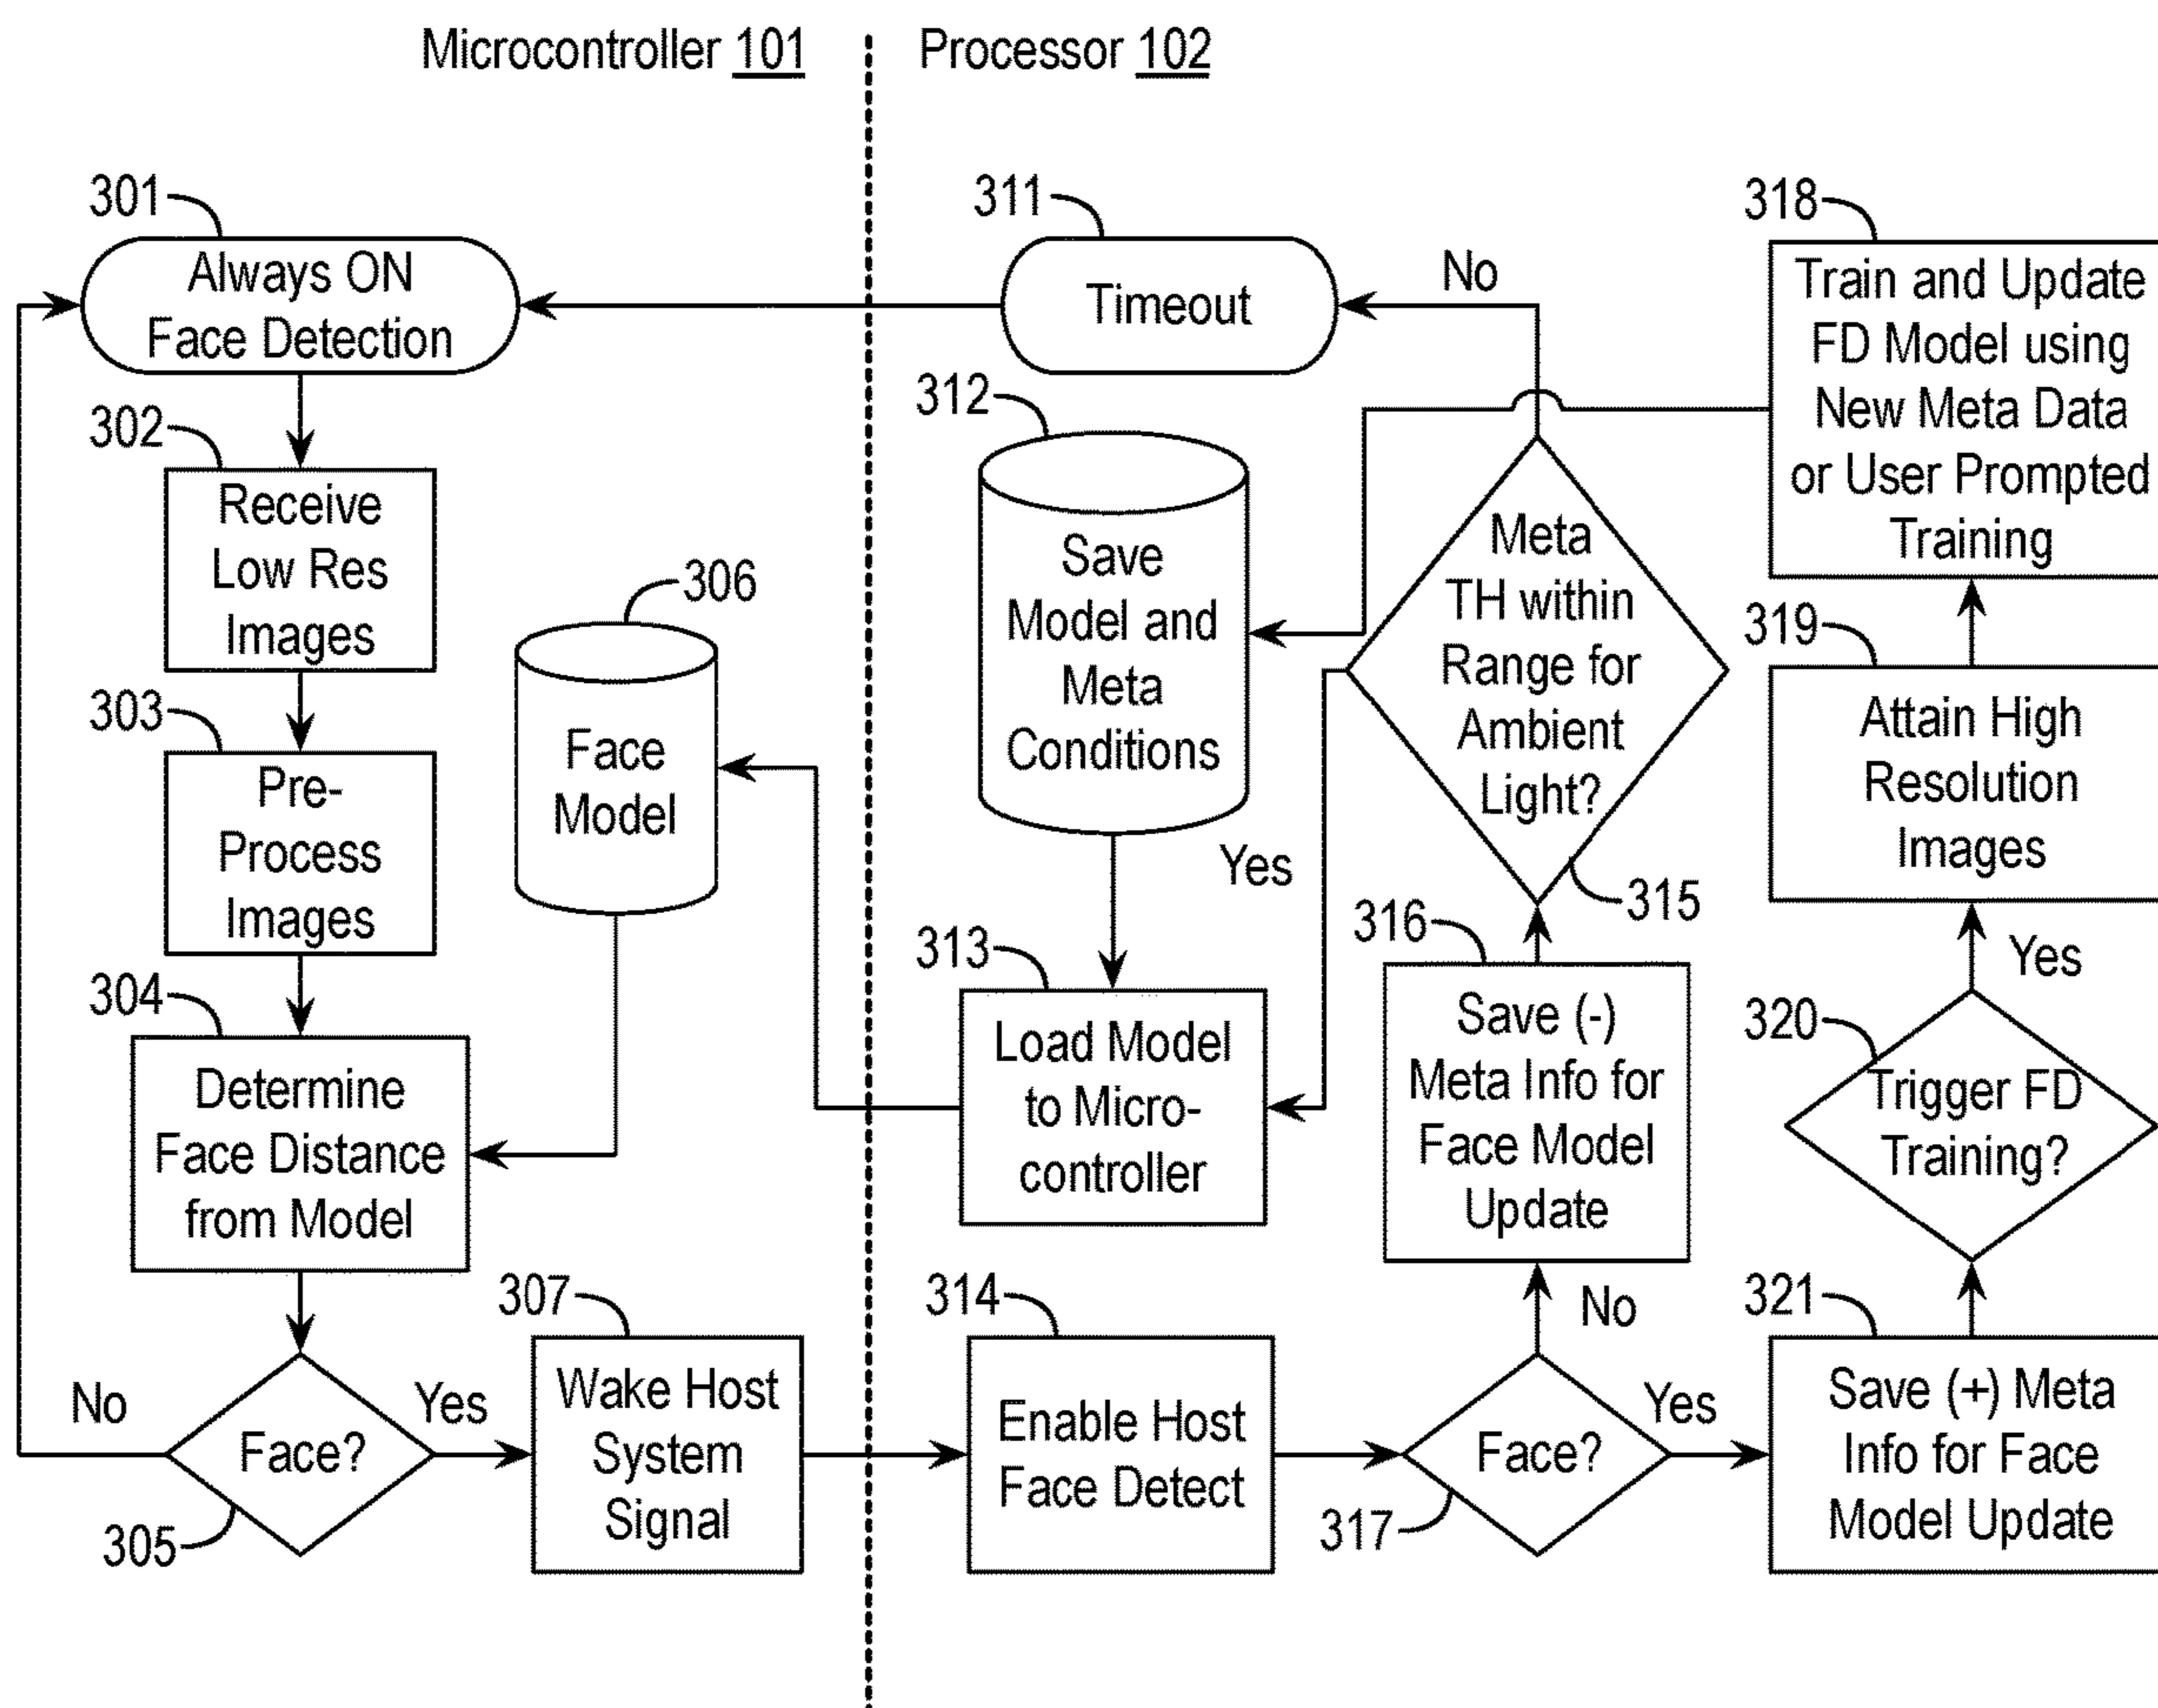 Microcontroller 101
Processor 102
301
Always ON
Face Detection
302
Receive
Low Res
Images
303
Pre-
Process
Images
304
Determine
Face Distance
from Model
305
Face?
No
Yes
306
Face
Model
307
Wake Host
System
Signal
311
Timeout
312
Save
Model and
Meta
Conditions
313
Load Model
to Micro-
controller
314
Enable Host
Face Detect
No
Meta
TH within
Range for
Ambient
Light?
Yes
315
316
Save (-)
Meta Info for
Face Model
Update
No
Face?
317
Yes
318
Train and Update
FD Model using
New Meta Data
or User Prompted
Training
319
Attain High
Resolution
Images
Yes
320
Trigger FD
Training?
321
Save (+) Meta
Info for Face
Model Update